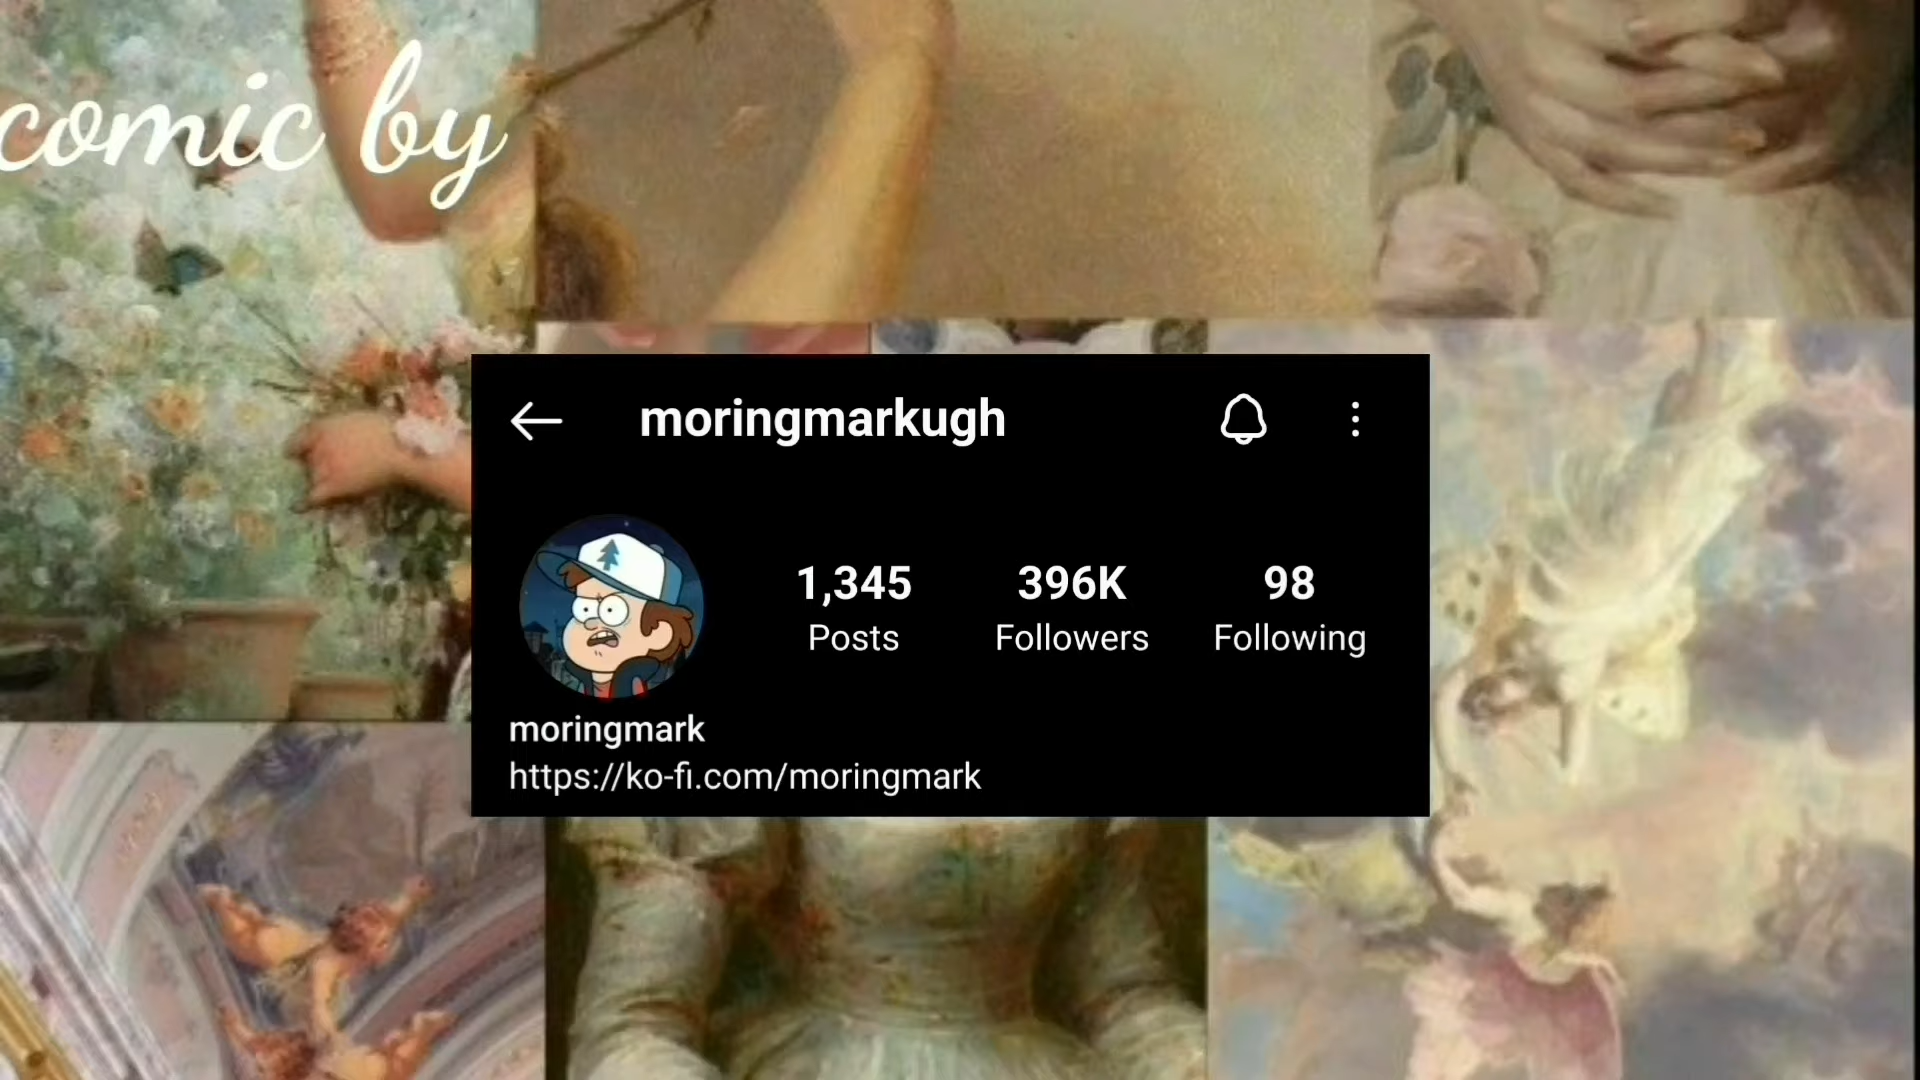 comic by
moringmarkugh
1,345 396K 98
Posts Followers Following
moringmark
https://ko-fi.com/moringmark